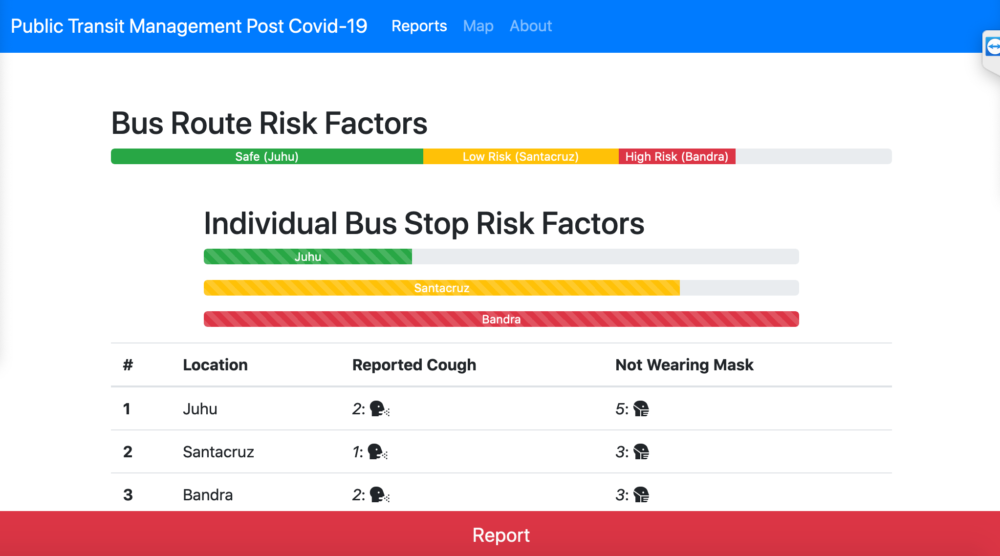 Public Transit Management Post Covid-19 Reports Map About
Bus Route Risk Factors
Safe (Juhu) Low Risk (Santacruz) High Risk (Bandra)
Individual Bus Stop Risk Factors
Juhu
Santacruz
Bandra
# Location Reported Cough Not Wearing Mask
1 Juhu 2: 5:
2 Santacruz 1: 3:
3 Bandra 2: 3:
Report